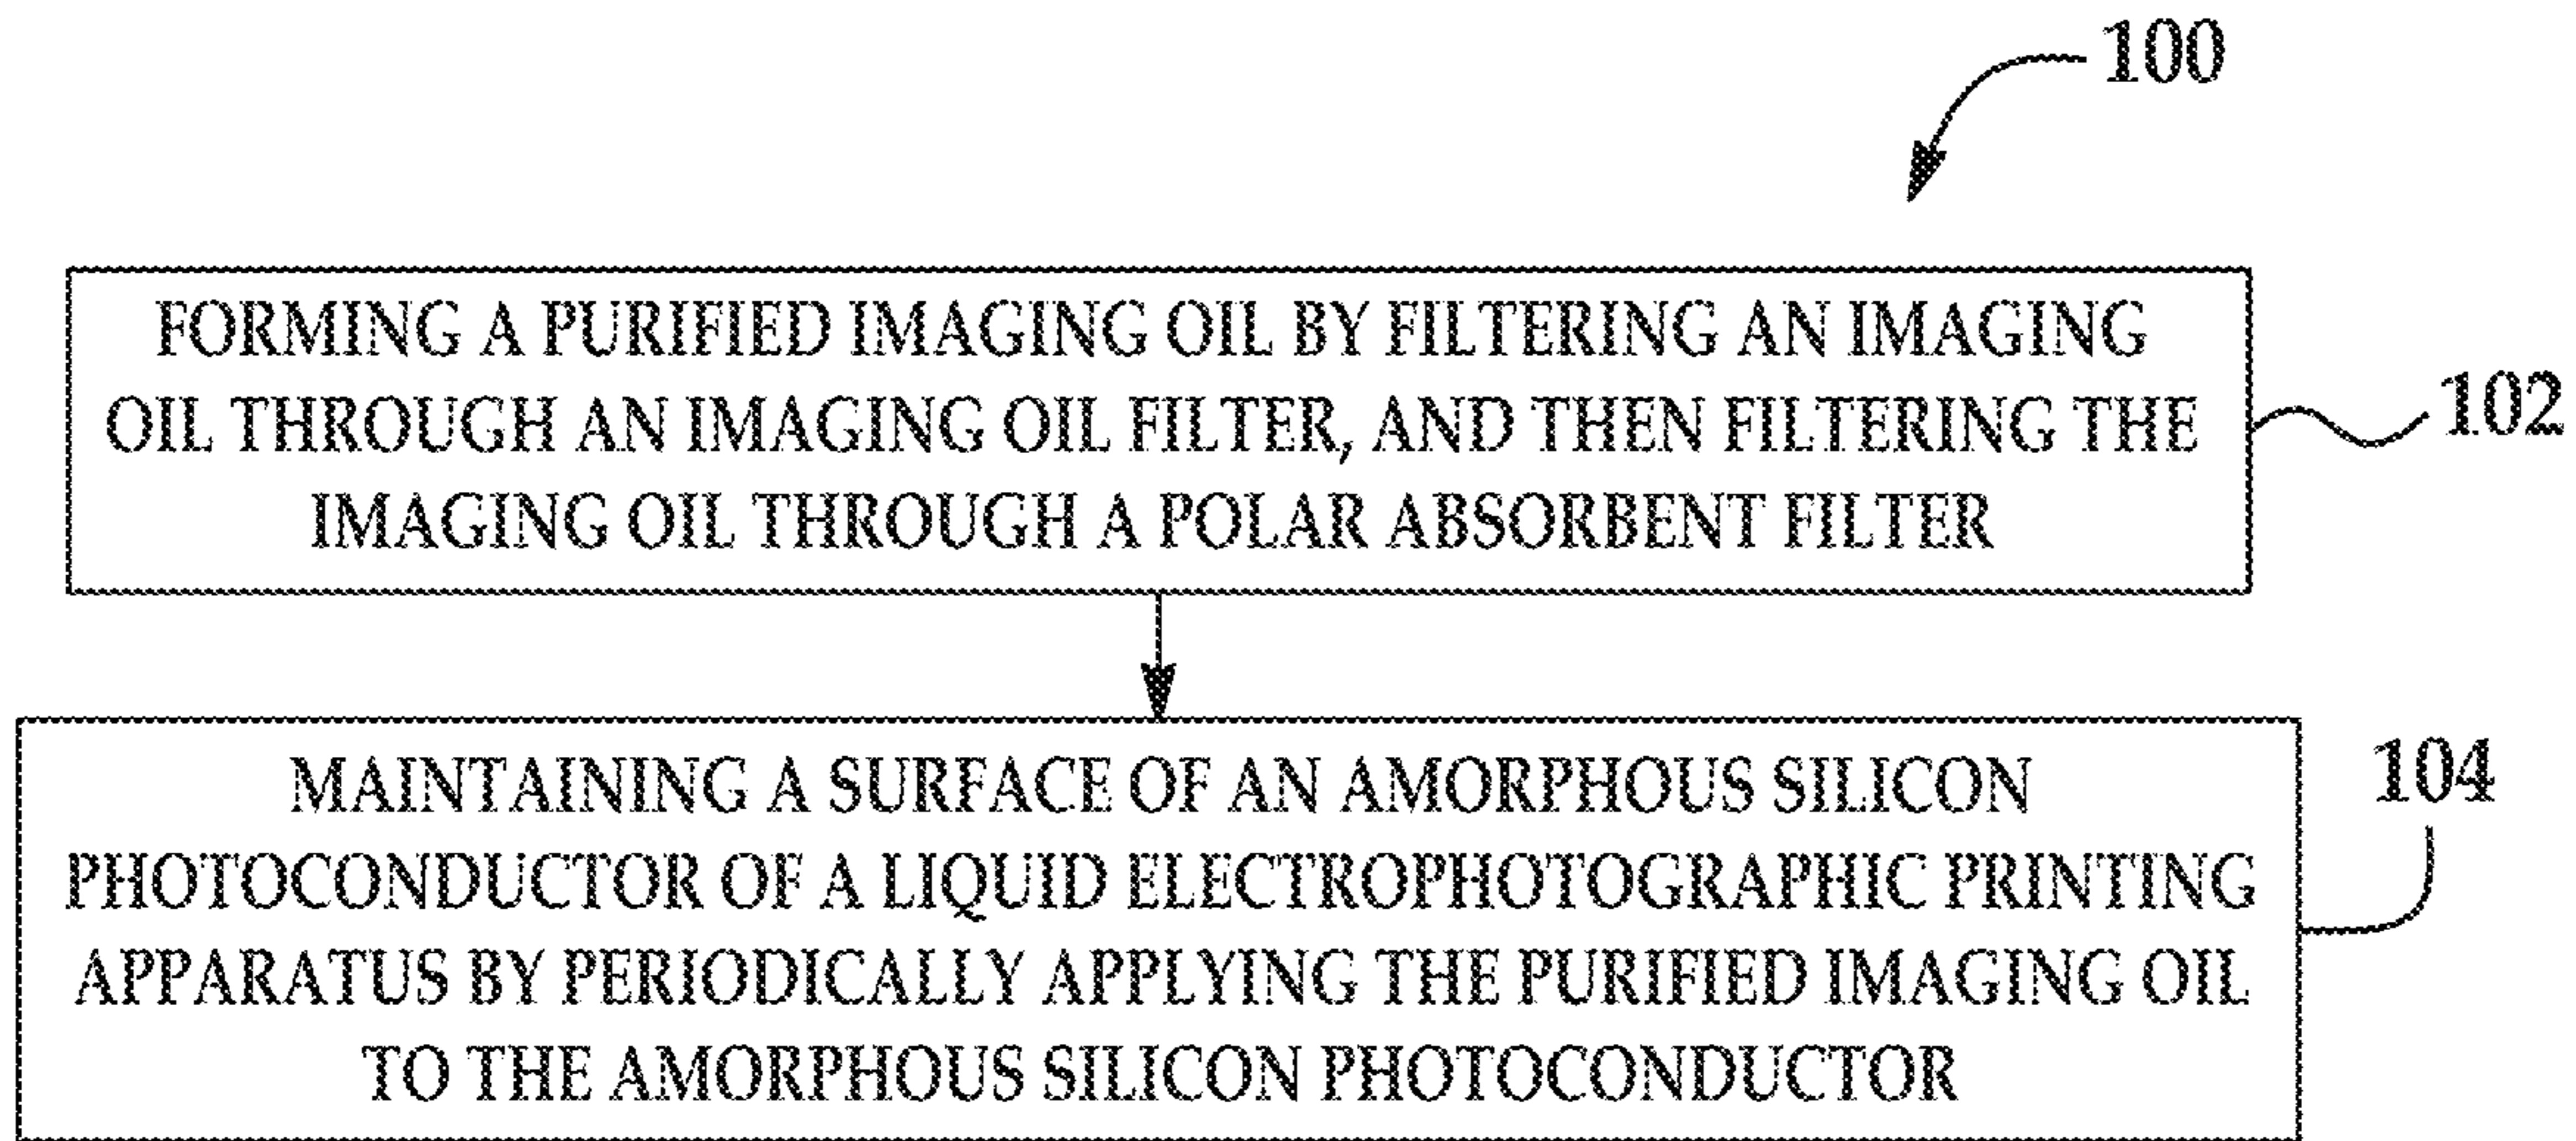 100
FORMING A PURIFIED IMAGING OIL BY FILTERING AN IMAGING
OIL THROUGH AN IMAGING OIL FILTER, AND THEN FILTERING THE
IMAGING OIL THROUGH A POLAR ABSORBENT FILTER
102
MAINTAINING A SURFACE OF AN AMORPHOUS SILICON
PHOTOCONDUCTOR OF A LIQUID ELECTROPHOTOGRAPHIC PRINTING
APPARATUS BY PERIODICALLY APPLYING THE PURIFIED IMAGING OIL
TO THE AMORPHOUS SILICON PHOTOCONDUCTOR
104